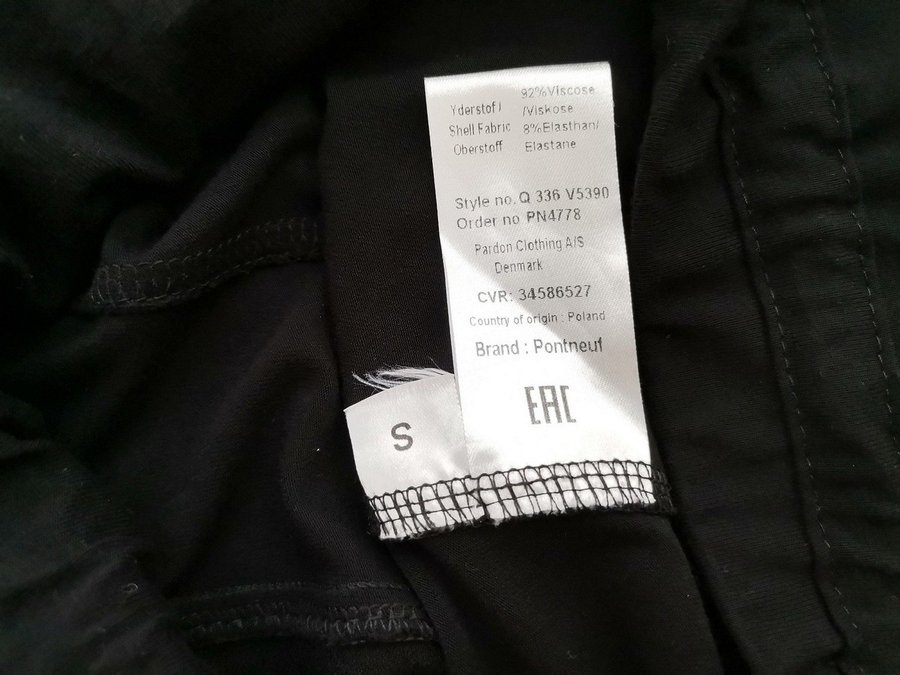 92%Viscose
Yderstof/ /Viskose
Shell Fabric 8%Elasthan/
Oberstoff Elastane
Style no. Q 336 V5390
Order no PN4778
Pardon Clothing A/S
Denmark
CVR: 34586527
Country of origin : Poland
Brand : Pontneuf
EAC
S